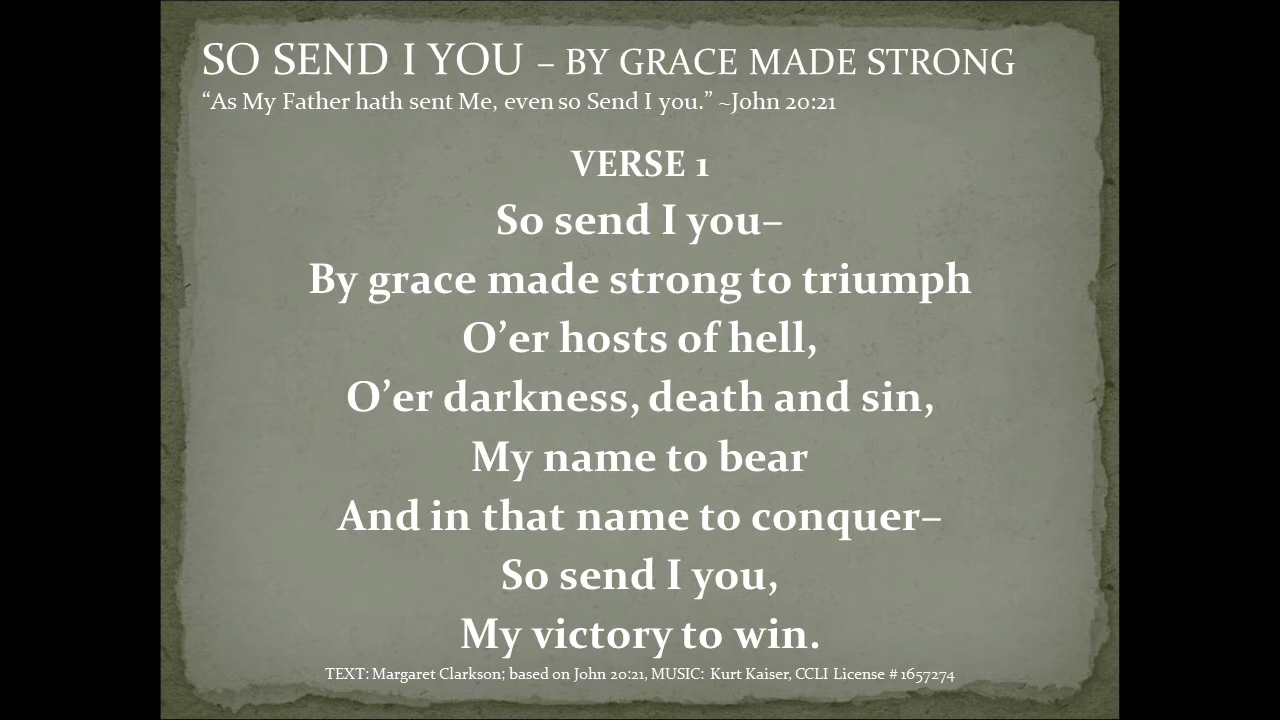 SO SEND I YOU – BY GRACE MADE STRONG
“As My Father hath sent Me, even so Send I you.” ~John 20:21
VERSE 1
So send I you–
By grace made strong to triumph
O’er hosts of hell,
O’er darkness, death and sin,
My name to bear
And in that name to conquer–
So send I you,
My victory to win.
TEXT: Margaret Clarkson; based on John 20:21, MUSIC: Kurt Kaiser, CCLI License # 1657274